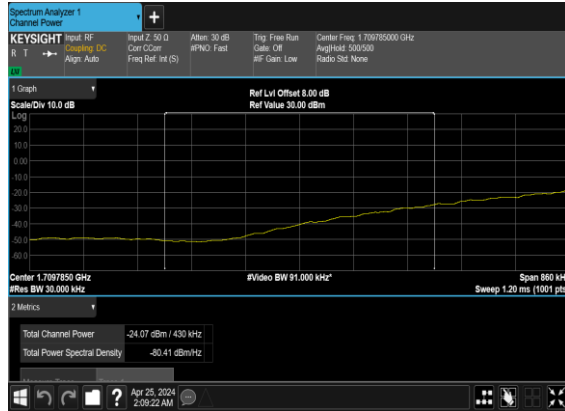 Spectrum Analyzer 1
Channel Power
+
KEYSIGHT
R T
LXI
Input: RF
Coupling: DC
Align: Auto
Input Z: 50 Ω
Corr CCorr
Freq Ref: Int (S)
Atten: 30 dB
#PNO: Fast
Trig: Free Run
Gate: Off
#IF Gain: Low
Center Freq: 1.709785000 GHz
Avg|Hold: 500/500
Radio Std: None
1 Graph
Scale/Div 10.0 dB
Ref Lvl Offset 8.00 dB
Ref Value 30.00 dBm
Log
20.0
10.0
0.00
-10.0
-20.0
-30.0
-40.0
-50.0
-60.0
Center 1.7097850 GHz
#Res BW 30.000 kHz
#Video BW 91.000 kHz*
Span 860 kH
Sweep 1.20 ms (1001 pts
2 Metrics
Total Channel Power -24.07 dBm / 430 kHz
Total Power Spectral Density -80.41 dBm/Hz
?
Apr 25, 2024
2:09:22 AM